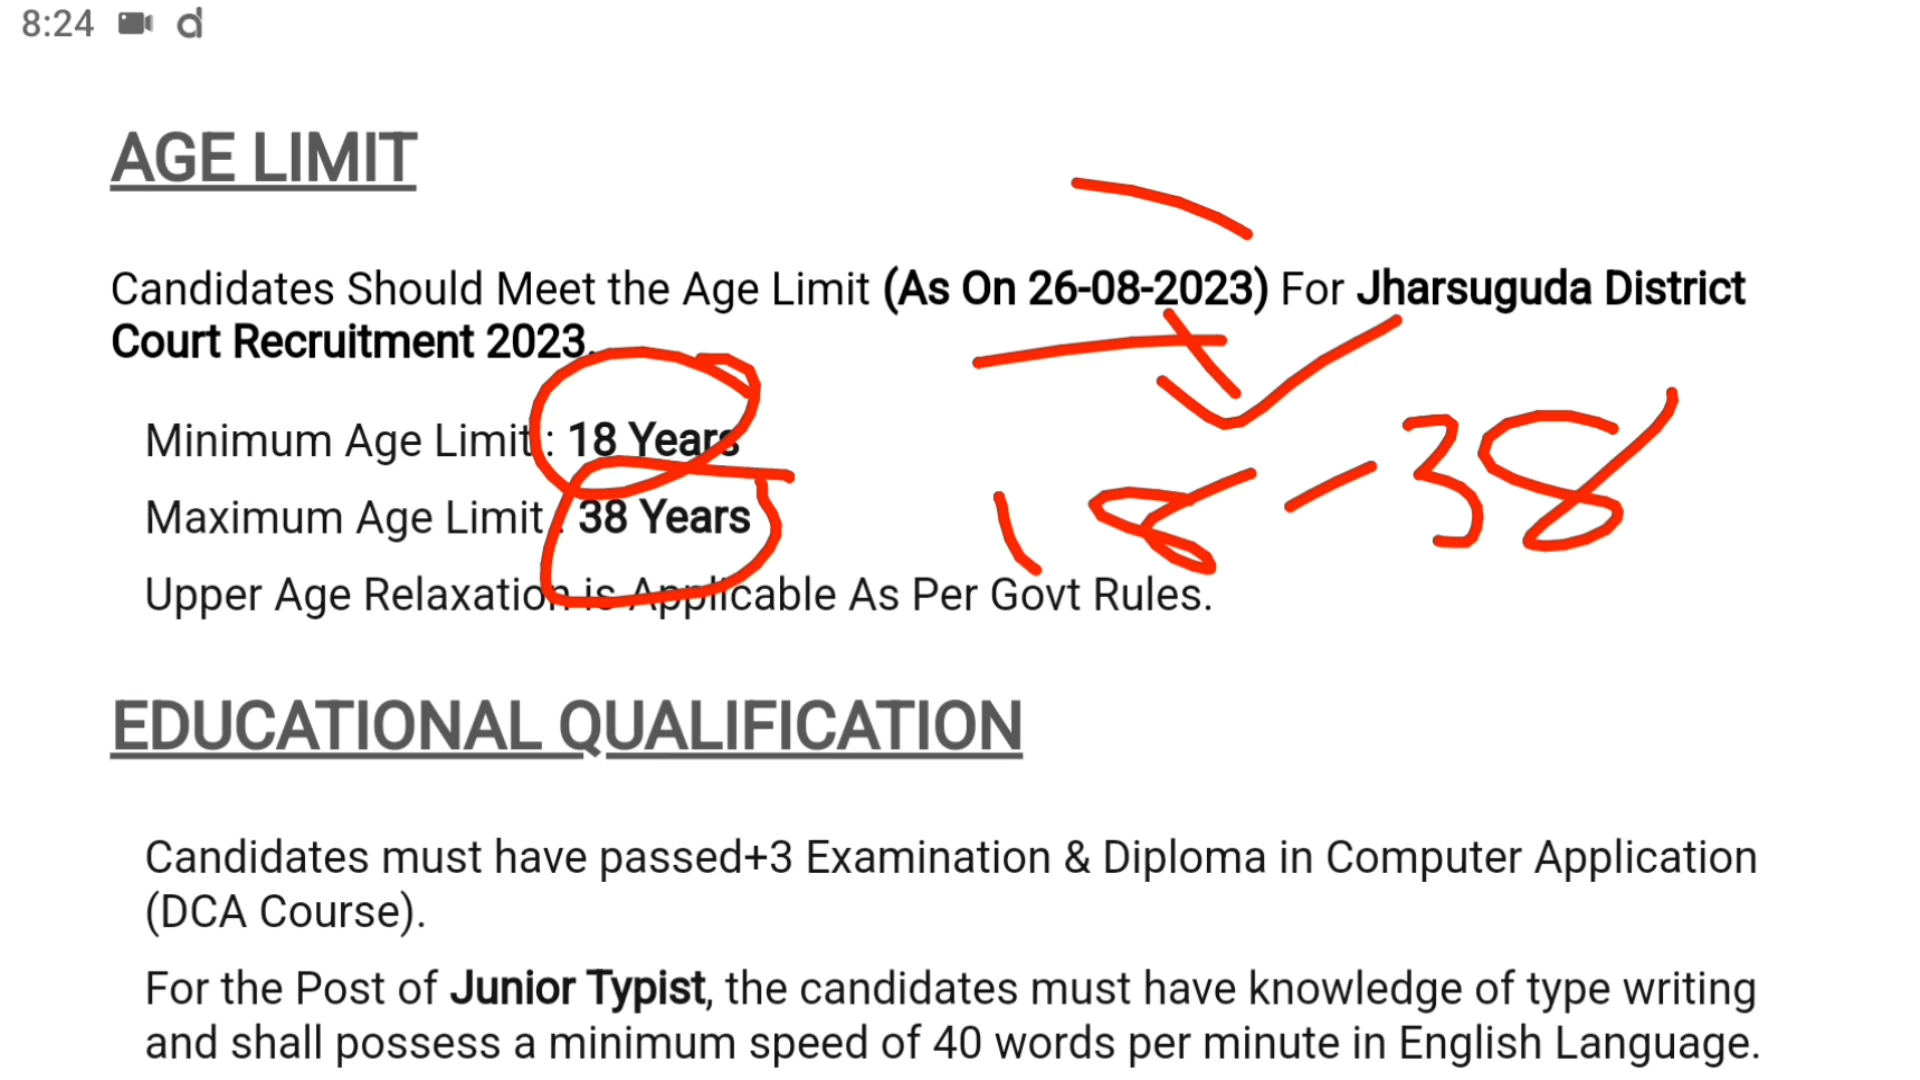 8:24
AGE LIMIT
Candidates Should Meet the Age Limit (As On 26-08-2023) For Jharsuguda District
Court Recruitment 2023.
Minimum Age Limit : 18 Years
18 - 38
Maximum Age Limit : 38 Years
Upper Age Relaxation is Applicable As Per Govt Rules.
EDUCATIONAL QUALIFICATION
Candidates must have passed+3 Examination & Diploma in Computer Application
(DCA Course).
For the Post of Junior Typist, the candidates must have knowledge of type writing
and shall possess a minimum speed of 40 words per minute in English Language.